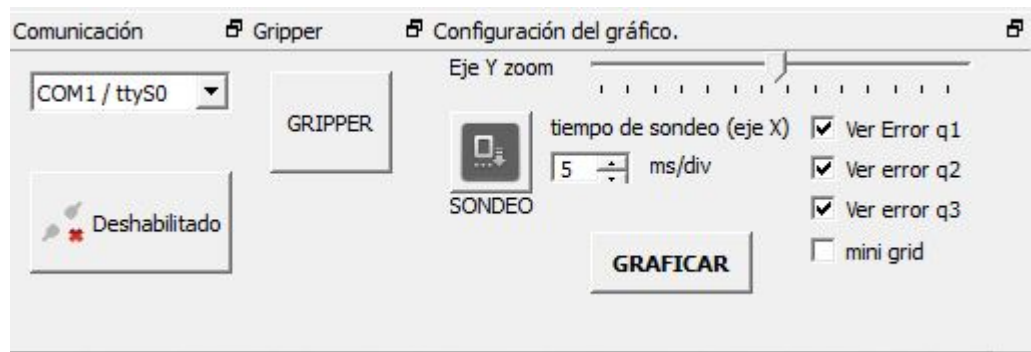 Comunicación
Gripper
Configuración del gráfico.
COM1 / ttyS0
Deshabilitado
GRIPPER
Eje Y zoom
SONDEO
tiempo de sondeo (eje X)
5 ms/div
GRAFICAR
Ver Error q1
Ver error q2
Ver error q3
mini grid